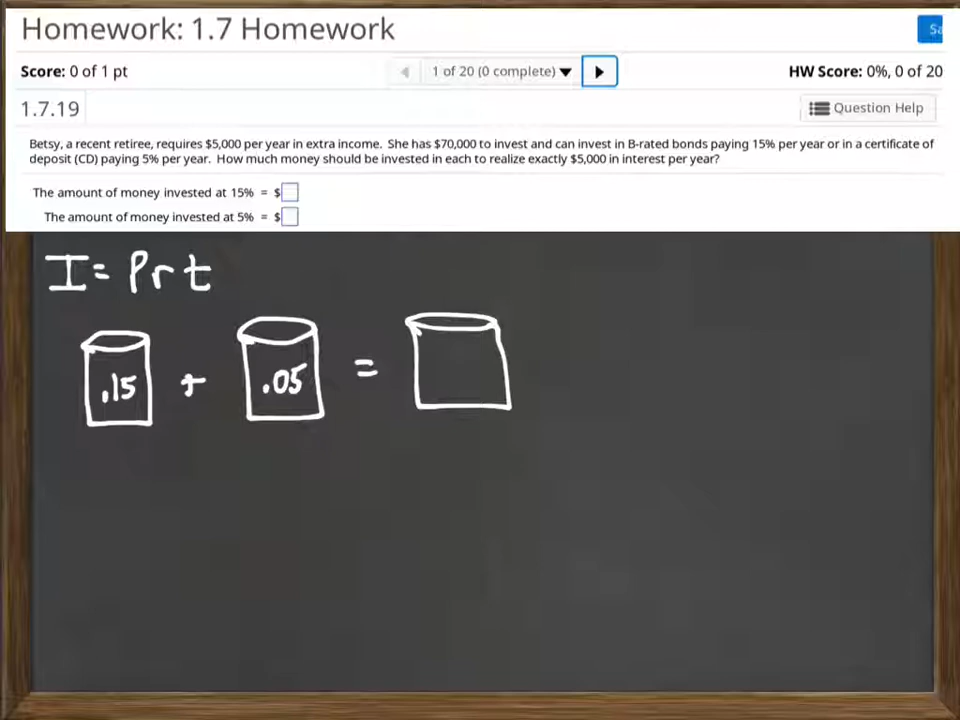 Homework: 1.7 Homework
Score: 0 of 1 pt 1 of 20 (0 complete) HW Score: 0%, 0 of 20
1.7.19 Question Help
Betsy, a recent retiree, requires $5,000 per year in extra income. She has $70,000 to invest and can invest in B-rated bonds paying 15% per year or in a certificate of
deposit (CD) paying 5% per year. How much money should be invested in each to realize exactly $5,000 in interest per year?
The amount of money invested at 15% = $
The amount of money invested at 5% = $
I = Prt
.15 + .05 =